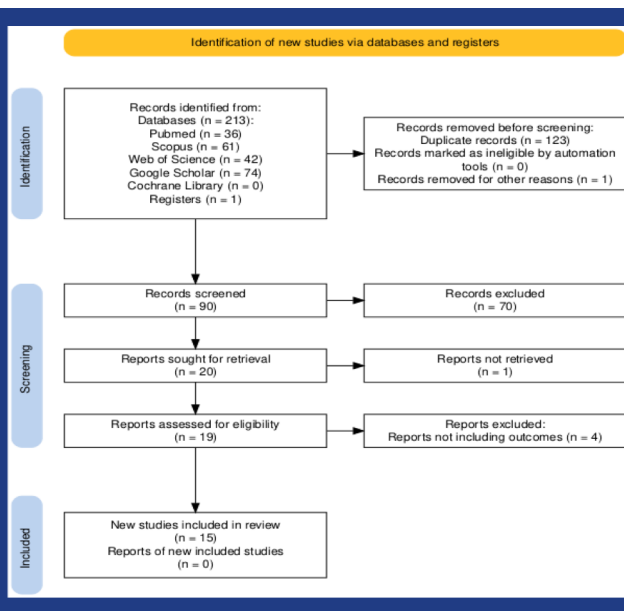 Identification of new studies via databases and registers
Identification
Records identified from:
Databases (n = 213):
Pubmed (n = 36)
Scopus (n = 61)
Web of Science (n = 42)
Google Scholar (n = 74)
Cochrane Library (n = 0)
Registers (n = 1)
Records removed before screening:
Duplicate records (n = 123)
Records marked as ineligible by automation
tools (n = 0)
Records removed for other reasons (n = 1)
Screening
Records screened
(n = 90)
Records excluded
(n = 70)
Reports sought for retrieval
(n = 20)
Reports not retrieved
(n = 1)
Reports assessed for eligibility
(n = 19)
Reports excluded:
Reports not including outcomes (n = 4)
Included
New studies included in review
(n = 15)
Reports of new included studies
(n = 0)